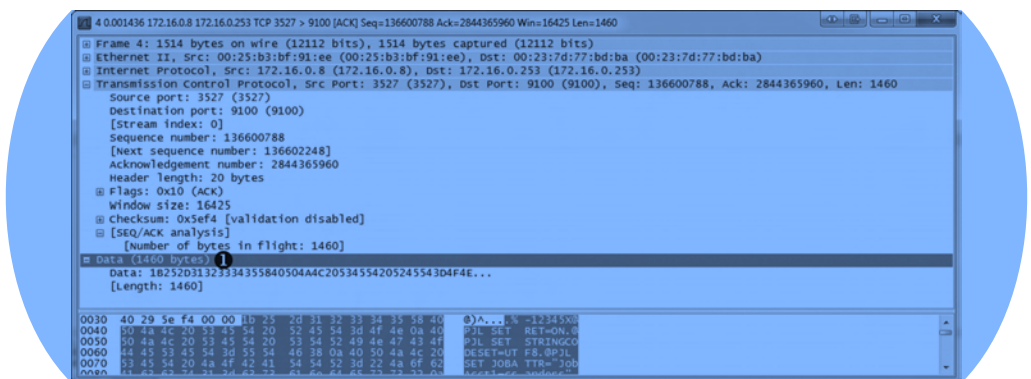 4 0.001436 172.16.0.8 172.16.0.253 TCP 3527 > 9100 [ACK] Seq=136600788 Ack=2844365960 Win=16425 Len=1460
Frame 4: 1514 bytes on wire (12112 bits), 1514 bytes captured (12112 bits)
Ethernet II, Src: 00:25:b3:bf:91:ee (00:25:b3:bf:91:ee), Dst: 00:23:7d:77:bd:ba (00:23:7d:77:bd:ba)
Internet Protocol, Src: 172.16.0.8 (172.16.0.8), Dst: 172.16.0.253 (172.16.0.253)
Transmission Control Protocol, Src Port: 3527 (3527), Dst Port: 9100 (9100), Seq: 136600788, Ack: 2844365960, Len: 1460
Source port: 3527 (3527)
Destination port: 9100 (9100)
[Stream index: 0]
Sequence number: 136600788
[Next sequence number: 136602248]
Acknowledgement number: 2844365960
Header length: 20 bytes
Flags: 0x10 (ACK)
Window size: 16425
Checksum: 0x5ef4 [validation disabled]
[SEQ/ACK analysis]
[Number of bytes in flight: 1460]
Data (1460 bytes) 1
Data: 1B252D31323334355840504A4C20534554205245543D4F4E...
[Length: 1460]
0030 40 29 5e f4 00 00 1b 25 2d 31 32 33 34 35 58 40 @)^....% -12345X@
0040 50 4a 4c 20 53 45 54 20 52 45 54 3d 4f 4e 0a 40 PJL SET RET=ON.@
0050 50 4a 4c 20 53 45 54 20 53 54 52 49 4e 47 43 4f PJL SET STRINGCO
0060 44 45 53 45 54 3d 55 54 46 38 0a 40 50 4a 4c 20 DESET=UT F8.@PJL
0070 53 45 54 20 4a 4f 42 41 54 54 52 3d 22 4a 6f 62 SET JOBA TTR="Job
0080